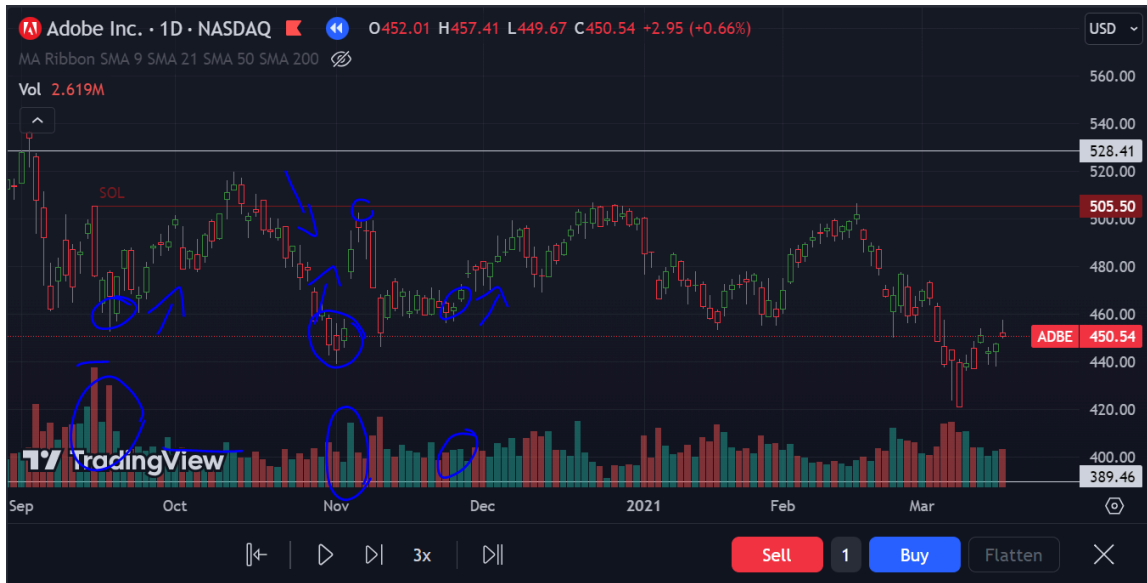 Adobe Inc. · 1D · NASDAQ O452.01 H457.41 L449.67 C450.54 +2.95 (+0.66%) USD
MA Ribbon SMA 9 SMA 21 SMA 50 SMA 200
Vol 2.619M
560.00
540.00
528.41
520.00
SOL
505.50
500.00
480.00
460.00
ADBE 450.54
440.00
420.00
400.00
TradingView
389.46
Sep Oct Nov Dec 2021 Feb Mar
3x Sell 1 Buy Flatten